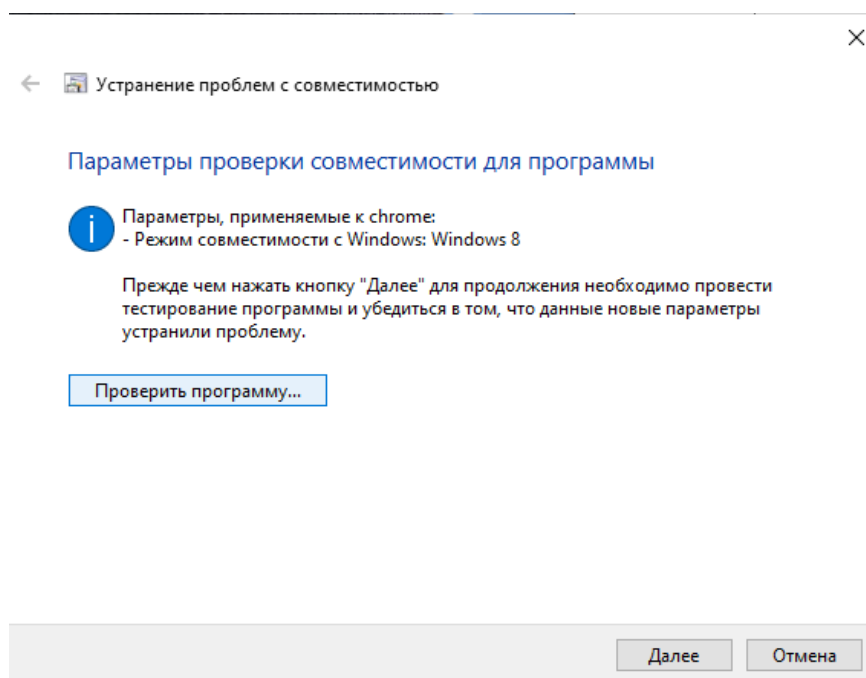 Устранение проблем с совместимостью
Параметры проверки совместимости для программы
Параметры, применяемые к chrome:
- Режим совместимости с Windows: Windows 8
Прежде чем нажать кнопку "Далее" для продолжения необходимо провести
тестирование программы и убедиться в том, что данные новые параметры
устранили проблему.
Проверить программу...
Далее
Отмена